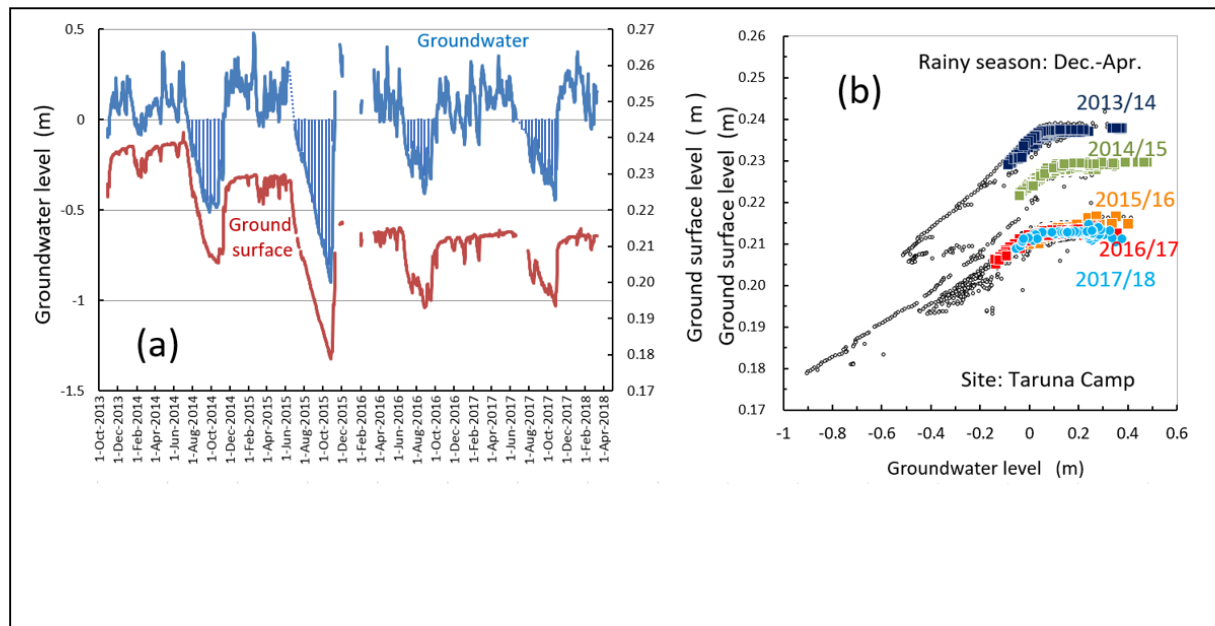 0.5
0
-0.5
-1
-1.5
Groundwater level (m)
Groundwater
Ground
surface
(a)
0.27
0.26
0.25
0.24
0.23
0.22
0.21
0.20
0.19
0.18
0.17
Ground surface level (m)
1-Oct-2013
1-Dec-2013
1-Feb-2014
1-Apr-2014
1-Jun-2014
1-Aug-2014
1-Oct-2014
1-Dec-2014
1-Feb-2015
1-Apr-2015
1-Jun-2015
1-Aug-2015
1-Oct-2015
1-Dec-2015
1-Feb-2016
1-Apr-2016
1-Jun-2016
1-Aug-2016
1-Oct-2016
1-Dec-2016
1-Feb-2017
1-Apr-2017
1-Jun-2017
1-Aug-2017
1-Oct-2017
1-Dec-2017
1-Feb-2018
1-Apr-2018
Ground surface level (m)
0.26
0.25
0.24
0.23
0.22
0.21
0.20
0.19
0.18
0.17
(b)
Rainy season: Dec.-Apr.
2013/14
2014/15
2015/16
2016/17
2017/18
Site: Taruna Camp
-1
-0.8
-0.6
-0.4
-0.2
0
0.2
0.4
0.6
Groundwater level (m)